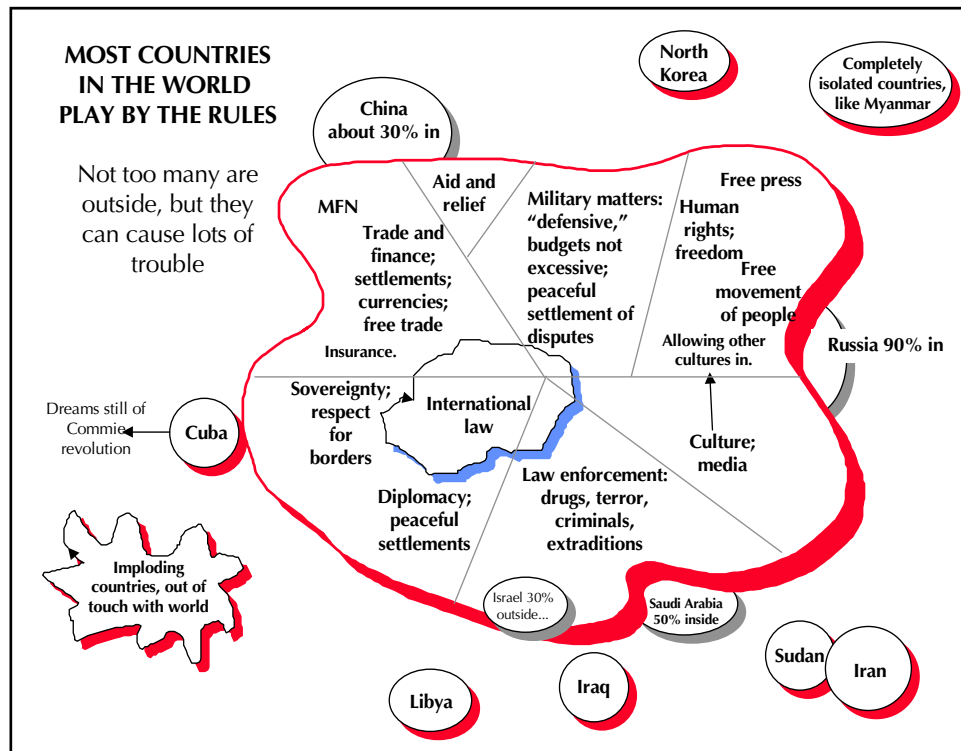 MOST COUNTRIES
IN THE WORLD
PLAY BY THE RULES
Not too many are
outside, but they
can cause lots of
trouble
North
Korea
Completely
isolated countries,
like Myanmar
China
about 30% in
MFN
Trade and
finance;
settlements;
currencies;
free trade
Insurance.
Aid and
relief
Military matters:
“defensive,”
budgets not
excessive;
peaceful
settlement of
disputes
Free press
Human
rights;
freedom
Free
movement
of people
Allowing other
cultures in.
Russia 90% in
Sovereignty;
respect
for
borders
International
law
Culture;
media
Dreams still of
Commie
revolution
Cuba
Diplomacy;
peaceful
settlements
Law enforcement:
drugs, terror,
criminals,
extraditions
Imploding
countries, out of
touch with world
Israel 30%
outside...
Saudi Arabia
50% inside
Libya
Iraq
Sudan
Iran